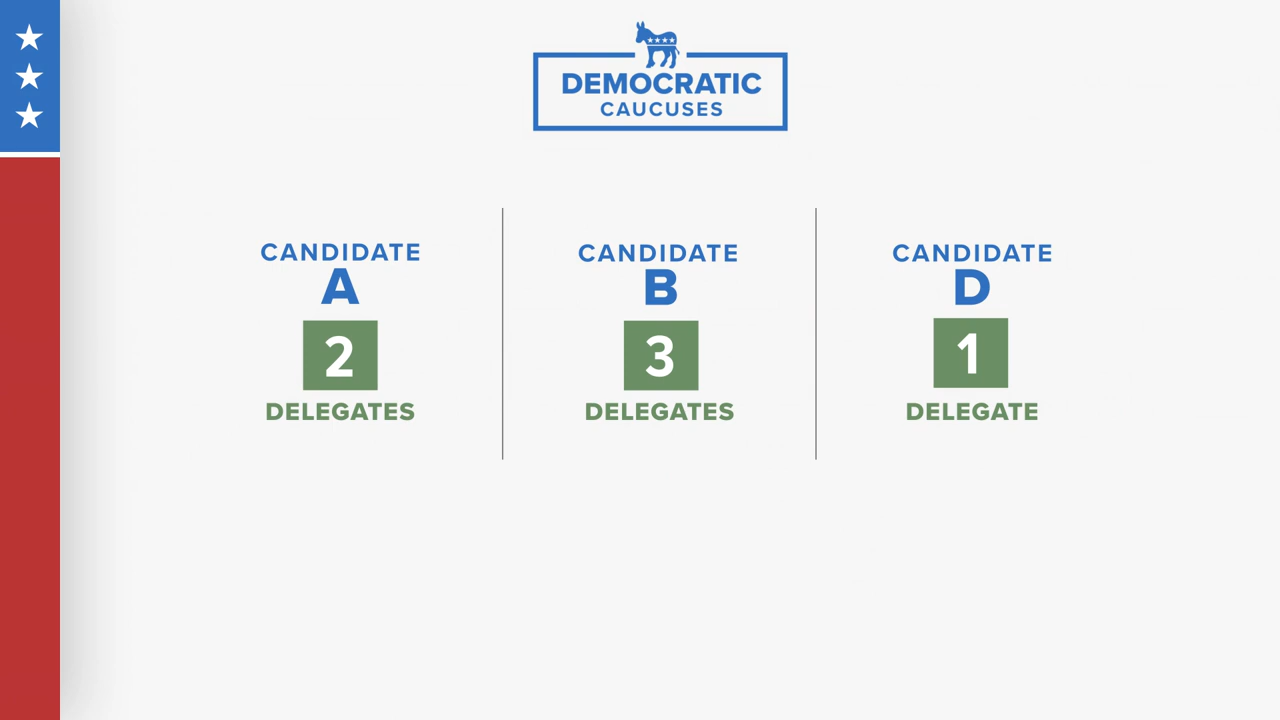 DEMOCRATIC
CAUCUSES
CANDIDATE
A
2
DELEGATES
CANDIDATE
B
3
DELEGATES
CANDIDATE
D
1
DELEGATE